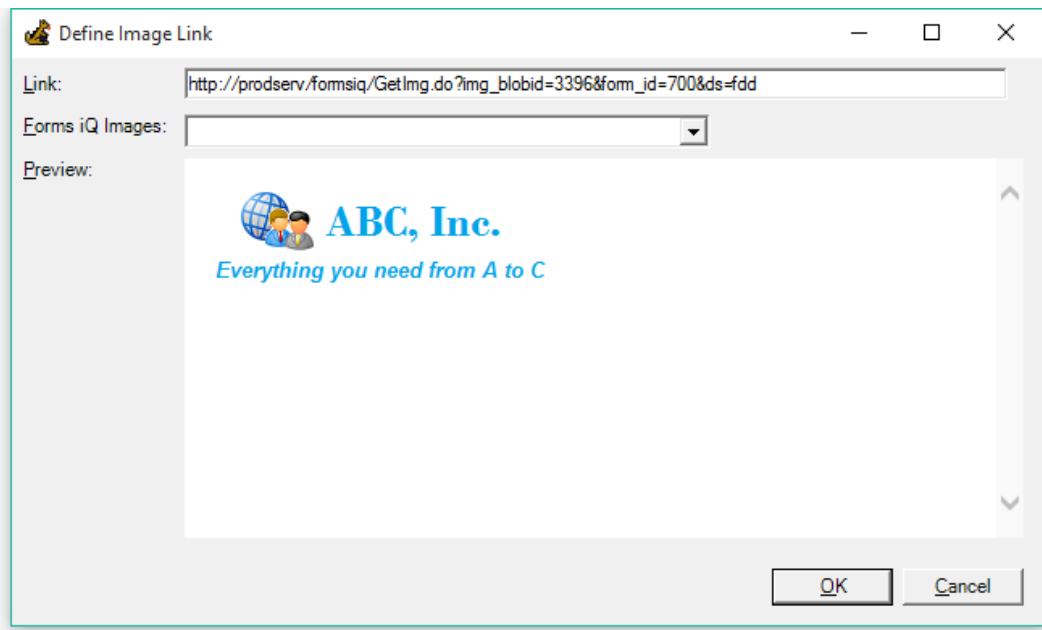 Define Image Link
Link: http://prodserv/formsiq/GetImg.do?img_blobid=3396&form_id=700&ds=fdd
Forms iQ Images:
Preview:
ABC, Inc.
Everything you need from A to C
OK Cancel